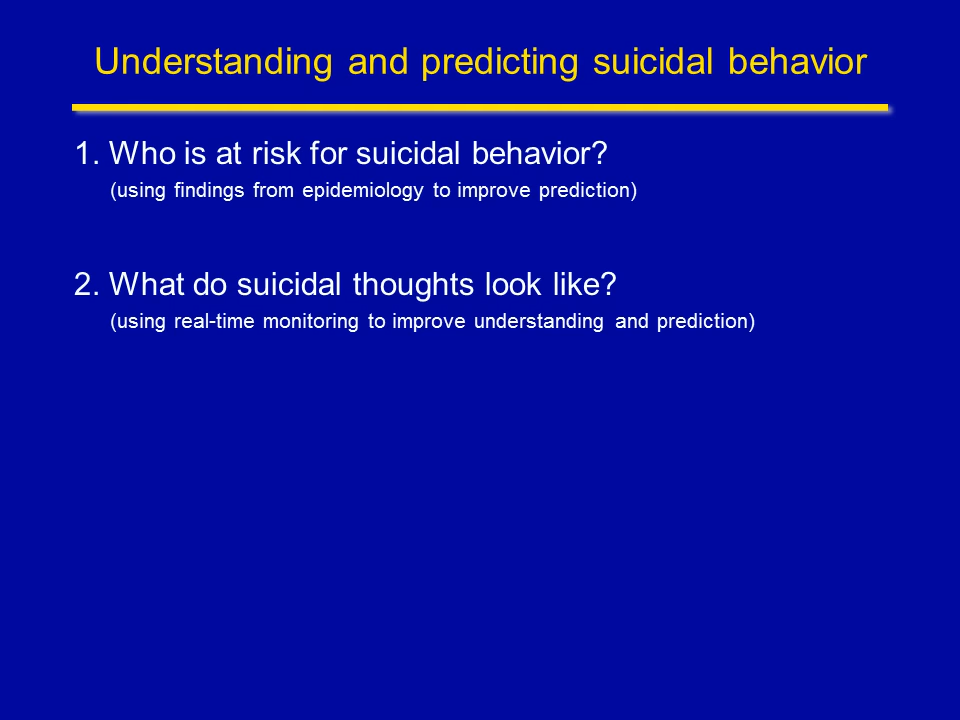 Understanding and predicting suicidal behavior
1. Who is at risk for suicidal behavior?
(using findings from epidemiology to improve prediction)
2. What do suicidal thoughts look like?
(using real-time monitoring to improve understanding and prediction)